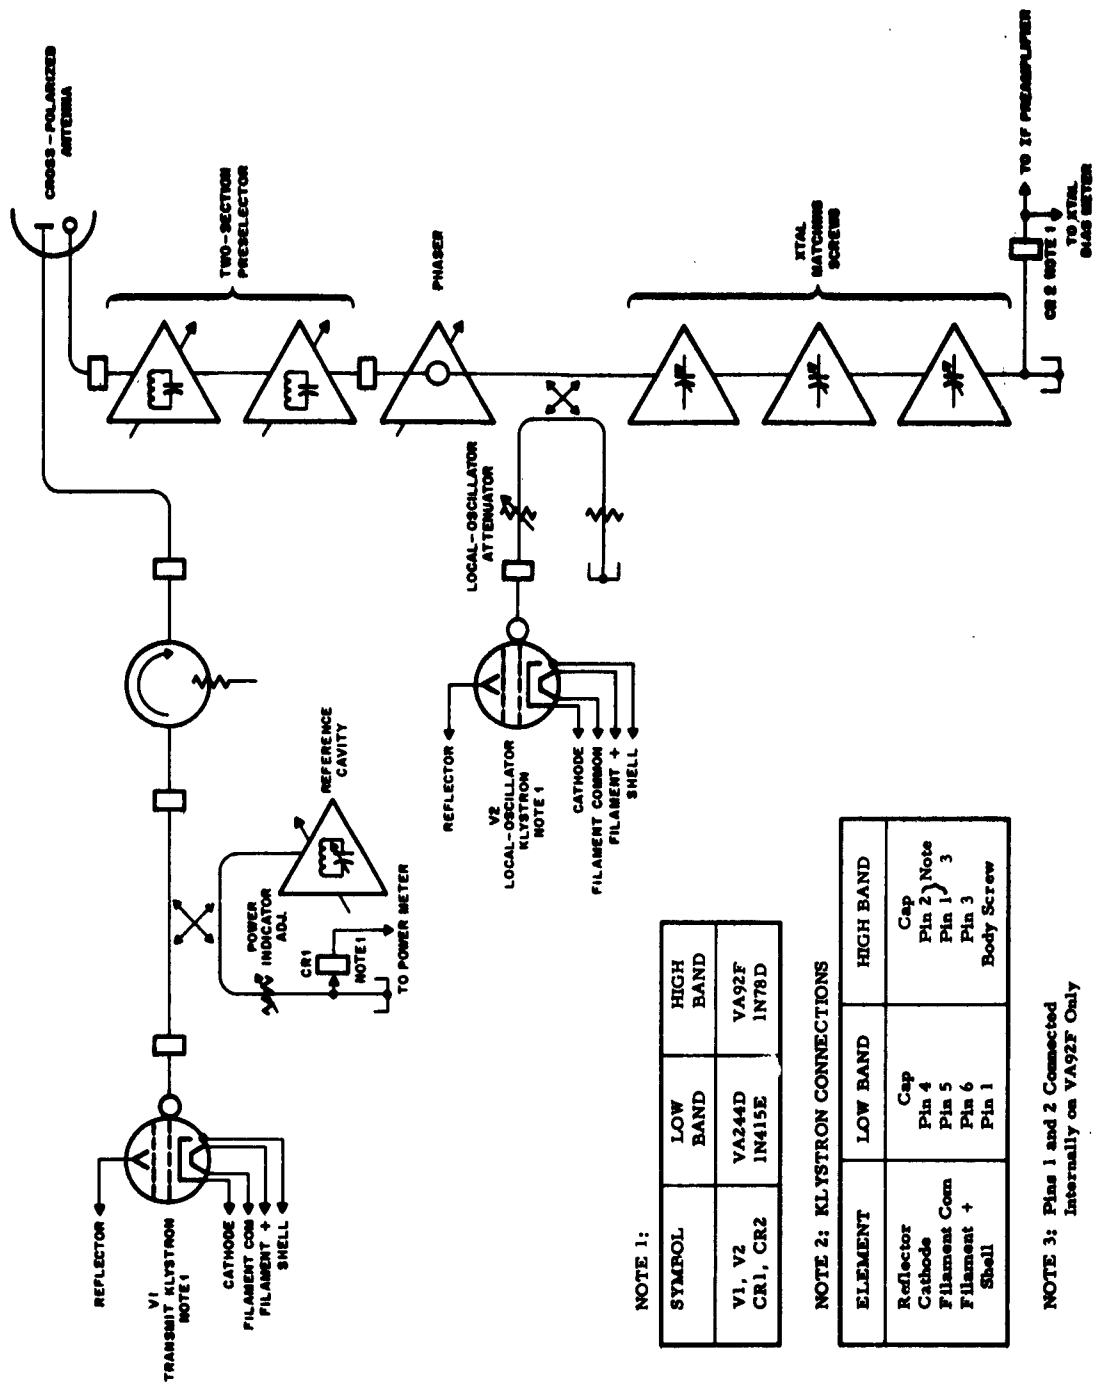 CROSS-POLARIZED
ANTENNA
TWO-SECTION
PRESELECTOR
PHASER
XTAL
MATCHING
SCREWS
TO IF PREAMPLIFIER
CR 2 NOTE 1
TO XTAL
BIAS METER
LOCAL-OSCILLATOR
ATTENUATOR
REFLECTOR
V2
LOCAL-OSCILLATOR
KLYSTRON
NOTE 1
CATHODE
FILAMENT COMMON
FILAMENT +
SHELL
REFERENCE
CAVITY
POWER
INDICATOR
ADJ.
CR1
NOTE 1
TO POWER METER
REFLECTOR
V1
TRANSMIT KLYSTRON
NOTE 1
CATHODE
FILAMENT COM
FILAMENT +
SHELL
NOTE 1:
SYMBOL LOW BAND HIGH BAND
V1, V2 VA244D VA92F
CR1, CR2 1N415E 1N78D
NOTE 2: KLYSTRON CONNECTIONS
ELEMENT LOW BAND HIGH BAND
Reflector Cap Cap
Cathode Pin 4 Pin 2 } Note
Filament Com Pin 5 Pin 1 } 3
Filament + Pin 6 Pin 3
Shell Pin 1 Body Screw
NOTE 3: Pins 1 and 2 Connected
Internally on VA92F Only